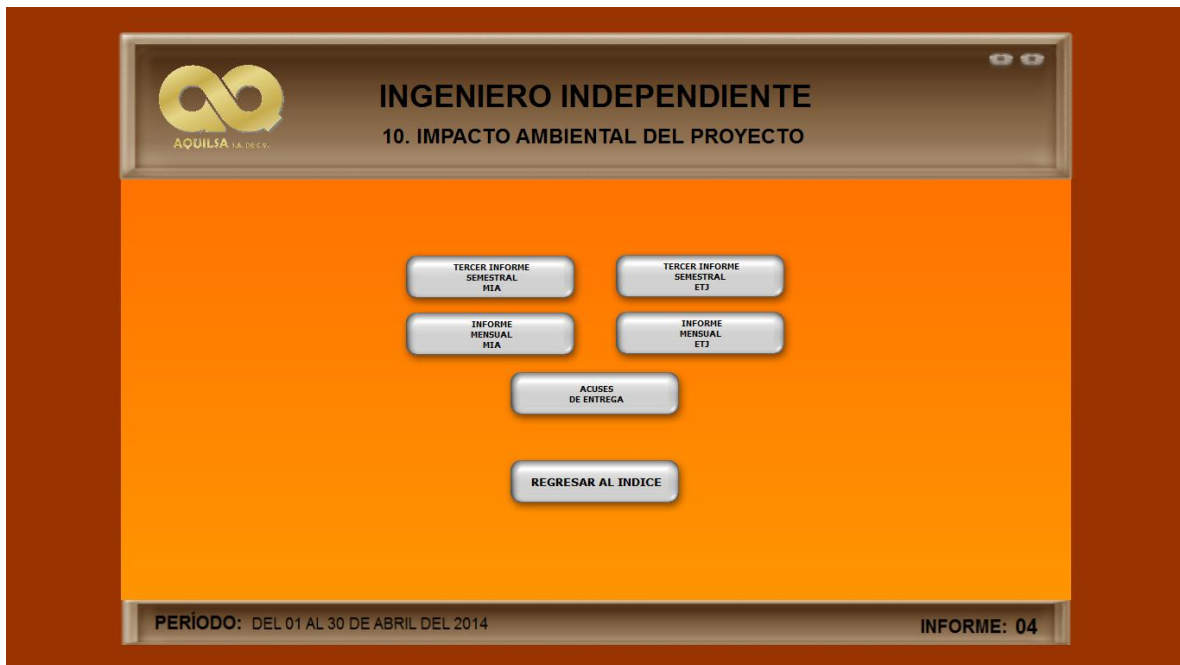 INGENIERO INDEPENDIENTE
10. IMPACTO AMBIENTAL DEL PROYECTO
AQUILSA S.A. DE C.V.
TERCER INFORME
SEMESTRAL
MIA
TERCER INFORME
SEMESTRAL
ETJ
INFORME
MENSUAL
MIA
INFORME
MENSUAL
ETJ
ACUSES
DE ENTREGA
REGRESAR AL INDICE
PERÍODO: DEL 01 AL 30 DE ABRIL DEL 2014
INFORME: 04